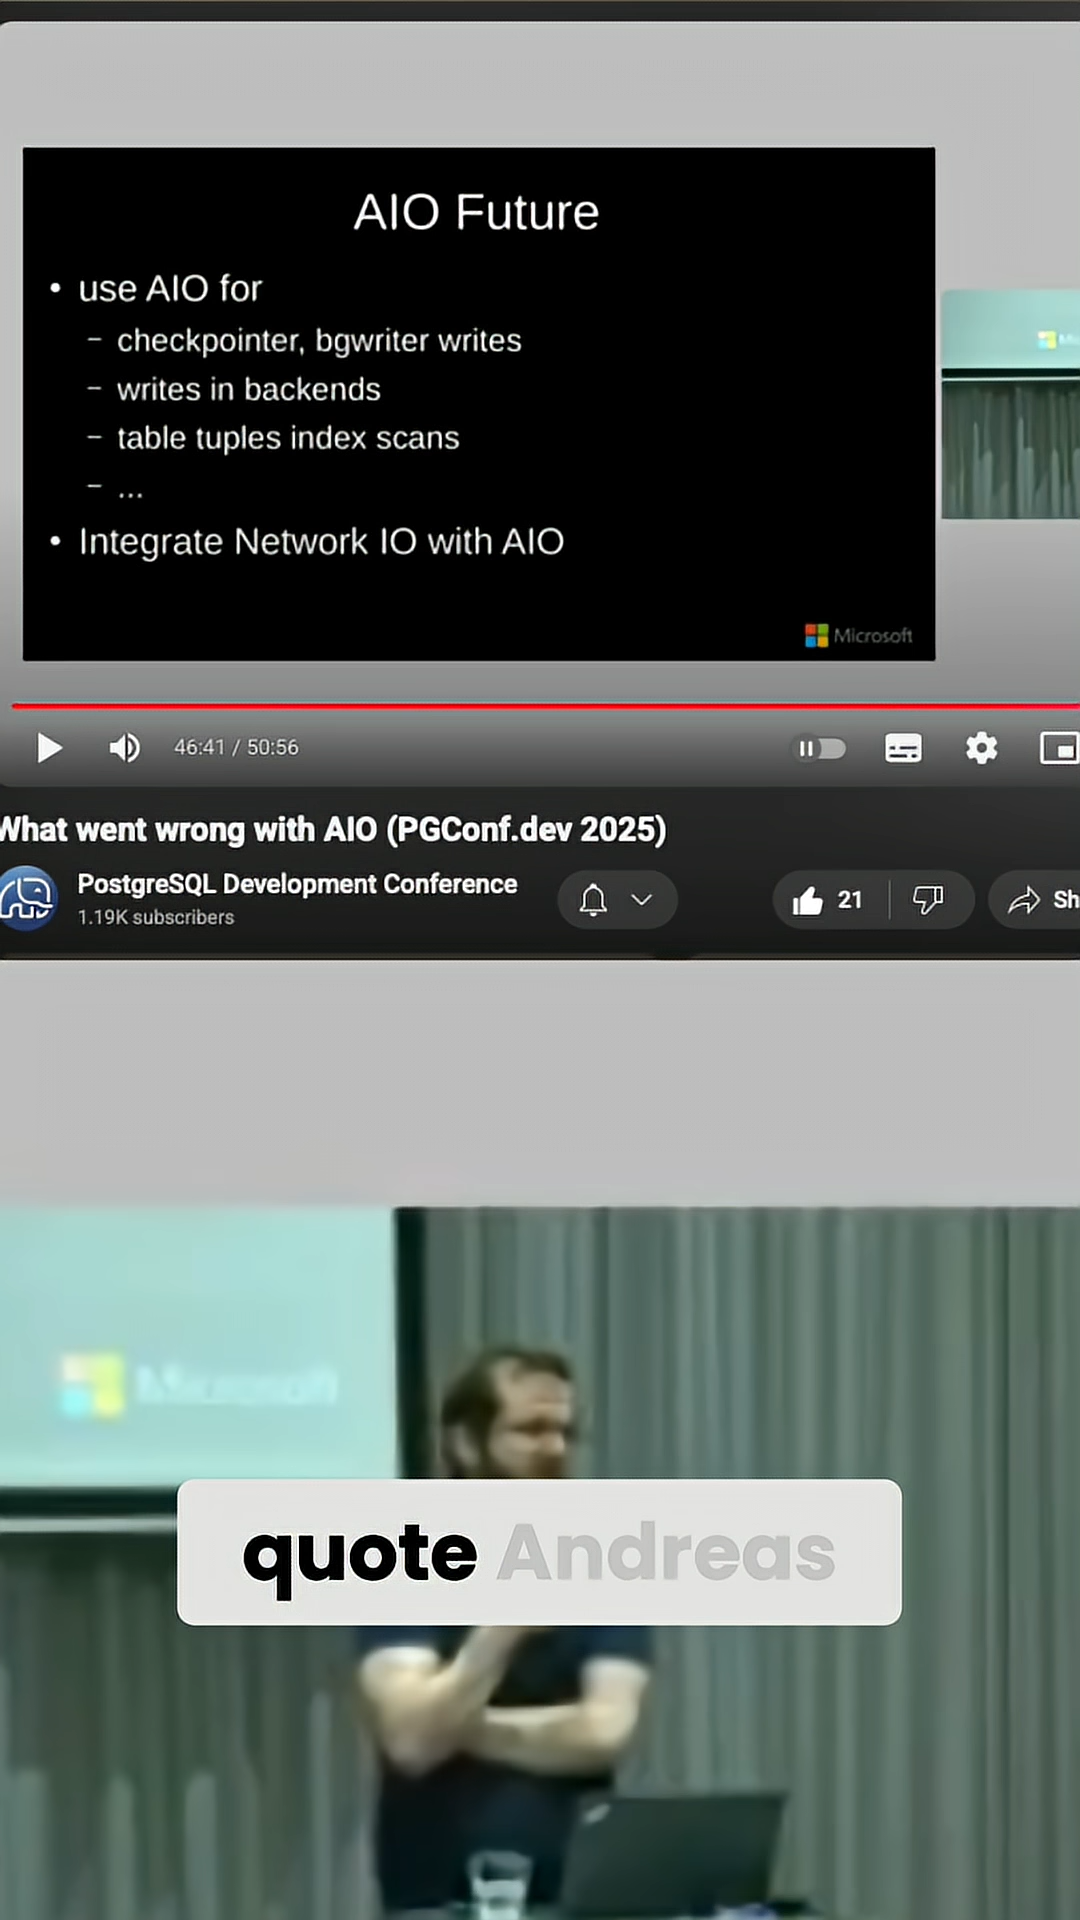 AIO Future
• use AIO for
– checkpointer, bgwriter writes
– writes in backends
– table tuples index scans
– ...
• Integrate Network IO with AIO
Microsoft
46:41 / 50:56
What went wrong with AIO (PGConf.dev 2025)
PostgreSQL Development Conference
1.19K subscribers
21
Sh
Microsoft
quote Andreas